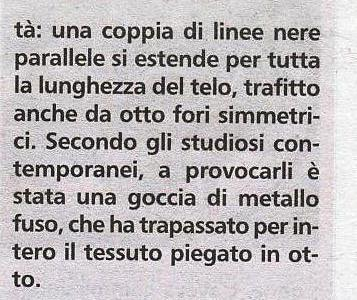 tà: una coppia di linee nere
parallele si estende per tutta
la lunghezza del telo, trafitto
anche da otto fori simmetri-
ci. Secondo gli studiosi con-
temporanei, a provocarli è
stata una goccia di metallo
fuso, che ha trapassato per in-
tero il tessuto piegato in ot-
to.